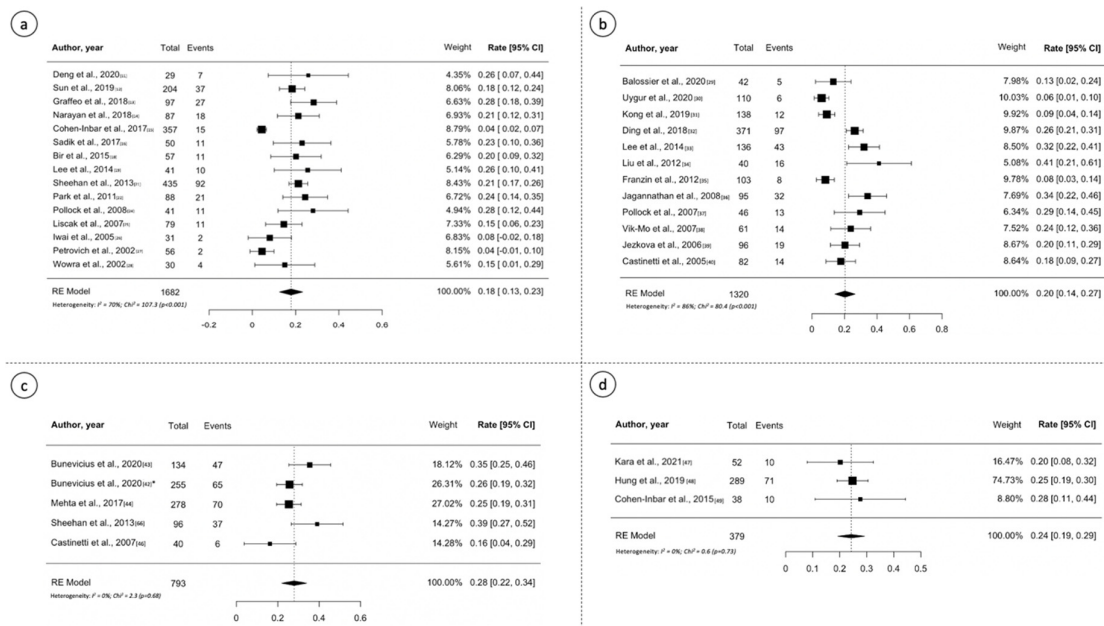 a
Author, year Total Events Weight Rate [95% CI]
Deng et al., 2020 29 7 4.35% 0.26 [ 0.07, 0.44]
Sun et al., 2019 204 37 8.06% 0.18 [ 0.12, 0.24]
Graffeo et al., 2018 97 27 6.63% 0.28 [ 0.18, 0.39]
Narayan et al., 2018 87 18 6.93% 0.21 [ 0.12, 0.31]
Cohen-Inbar et al., 2017 357 15 8.79% 0.04 [ 0.02, 0.07]
Sadik et al., 2017 50 11 5.78% 0.23 [ 0.10, 0.36]
Bir et al., 2015 57 11 6.29% 0.20 [ 0.09, 0.32]
Lee et al., 2014 41 10 5.14% 0.26 [ 0.10, 0.41]
Sheehan et al., 2013 435 92 8.43% 0.21 [ 0.17, 0.26]
Park et al., 2011 88 21 6.72% 0.24 [ 0.14, 0.35]
Pollock et al., 2008 41 11 4.94% 0.28 [ 0.12, 0.44]
Liscak et al., 2007 79 11 7.33% 0.15 [ 0.06, 0.23]
Iwai et al., 2005 31 2 6.83% 0.08 [-0.02, 0.18]
Petrovich et al., 2002 56 2 8.15% 0.04 [-0.01, 0.10]
Wowra et al., 2002 30 4 5.61% 0.15 [ 0.01, 0.29]
RE Model 1682 100.00% 0.18 [ 0.13, 0.23]
Heterogeneity: I² = 70%; Chi² = 107.3 (p<0.001)
-0.2 0 0.2 0.4 0.6
b
Author, year Total Events Weight Rate [95% CI]
Balossier et al., 2020[29] 42 5 7.98% 0.13 [0.02, 0.24]
Uygur et al., 2020[30] 110 6 10.03% 0.06 [0.01, 0.10]
Kong et al., 2019[31] 138 12 9.92% 0.09 [0.04, 0.14]
Ding et al., 2018[32] 371 97 9.87% 0.26 [0.21, 0.31]
Lee et al., 2014[33] 136 43 8.50% 0.32 [0.22, 0.41]
Liu et al., 2012[34] 40 16 5.08% 0.41 [0.21, 0.61]
Franzin et al., 2012[35] 103 8 9.78% 0.08 [0.03, 0.14]
Jagannathan et al., 2008[36] 95 32 7.69% 0.34 [0.22, 0.46]
Pollock et al., 2007[37] 46 13 6.34% 0.29 [0.14, 0.45]
Vik-Mo et al., 2007[38] 61 14 7.52% 0.24 [0.12, 0.36]
Jezkova et al., 2006[39] 96 19 8.67% 0.20 [0.11, 0.29]
Castinetti et al., 2005[40] 82 14 8.64% 0.18 [0.09, 0.27]
RE Model 1320 100.00% 0.20 [0.14, 0.27]
Heterogeneity: I² = 86%; Chi² = 80.4 (p<0.001)
0 0.2 0.4 0.6 0.8
c
Author, year Total Events Weight Rate [95% CI]
Bunevicius et al., 2020[43] 134 47 18.12% 0.35 [0.25, 0.46]
Bunevicius et al., 2020[42]* 255 65 26.31% 0.26 [0.19, 0.32]
Mehta et al., 2017[44] 278 70 27.02% 0.25 [0.19, 0.31]
Sheehan et al., 2013[66] 96 37 14.27% 0.39 [0.27, 0.52]
Castinetti et al., 2007[46] 40 6 14.28% 0.16 [0.04, 0.29]
RE Model 793 100.00% 0.28 [0.22, 0.34]
Heterogeneity: I² = 0%; Chi² = 2.3 (p=0.68)
0 0.2 0.4 0.6
d
Author, year Total Events Weight Rate [95% CI]
Kara et al., 2021[47] 52 10 16.47% 0.20 [0.08, 0.32]
Hung et al., 2019[48] 289 71 74.73% 0.25 [0.19, 0.30]
Cohen-Inbar et al., 2015[49] 38 10 8.80% 0.28 [0.11, 0.44]
RE Model 379 100.00% 0.24 [0.19, 0.29]
Heterogeneity: I² = 0%; Chi² = 0.6 (p=0.73)
0 0.1 0.2 0.3 0.4 0.5